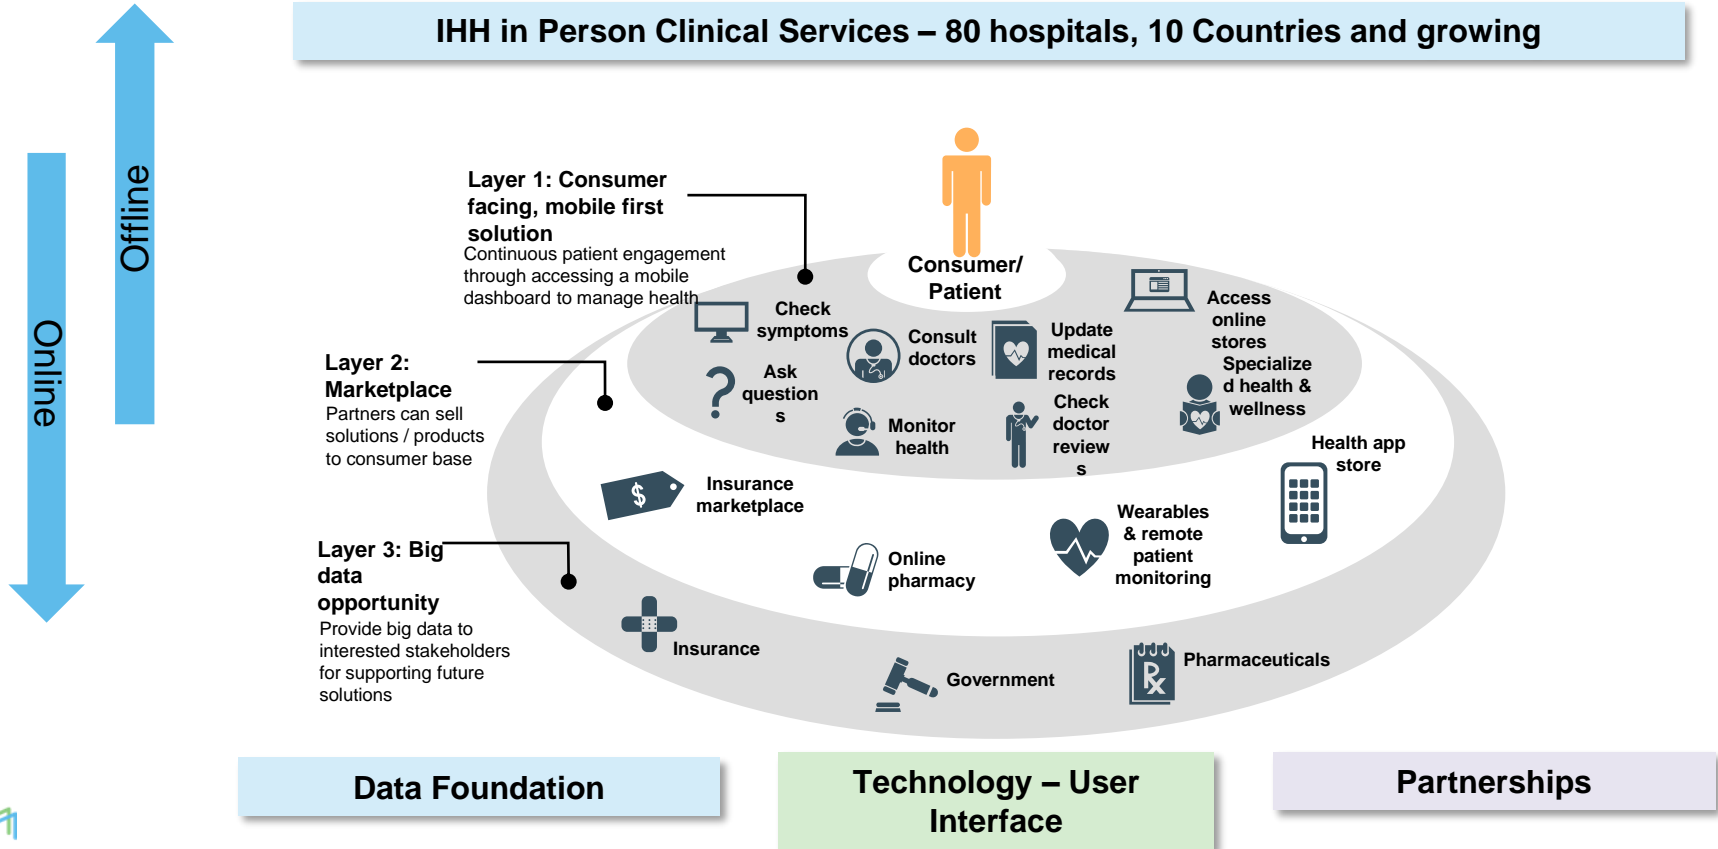 IHH in Person Clinical Services – 80 hospitals, 10 Countries and growing
Offline
Online
Layer 1: Consumer
facing, mobile first
solution
Continuous patient engagement
through accessing a mobile
dashboard to manage health
Consumer/
Patient
Check
symptoms
Consult
doctors
Update
medical
records
Access
online
stores
Ask
question
s
Monitor
health
Check
doctor
review
s
Specialize
d health &
wellness
Layer 2:
Marketplace
Partners can sell
solutions / products
to consumer base
Insurance
marketplace
$
Online
pharmacy
Wearables
& remote
patient
monitoring
Health app
store
Layer 3: Big
data
opportunity
Provide big data to
interested stakeholders
for supporting future
solutions
Insurance
Government
Rx
Pharmaceuticals
Data Foundation
Technology – User
Interface
Partnerships